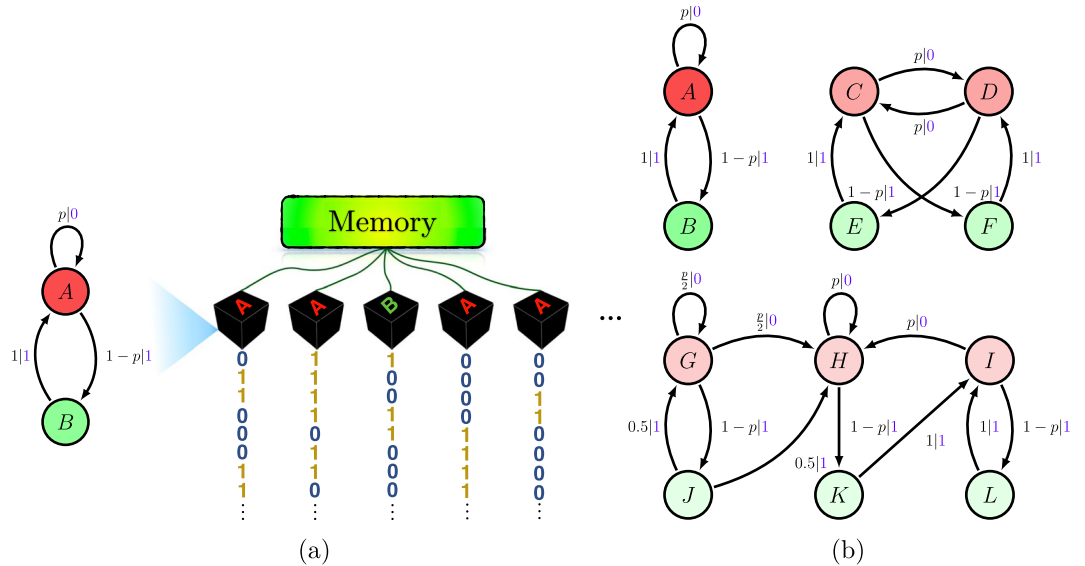 p|0
A
1|1
1 − p|1
B
Memory
A A B A A
...
0 1 1 0 0
1 1 0 0 0
1 1 0 0 1
0 1 0 0 1
0 0 1 1 0
0 1 0 1 0
1 1 0 1 0
1 0 0 1 0
(a)
p|0
A
1|1
1 − p|1
B
p|0
C
D
p|0
1|1
1|1
1 − p|1
1 − p|1
E
F
p/2|0
p/2|0
p|0
p|0
G
H
I
0.5|1
1 − p|1
1 − p|1
0.5|1
1|1
1|1
1 − p|1
J
K
L
(b)